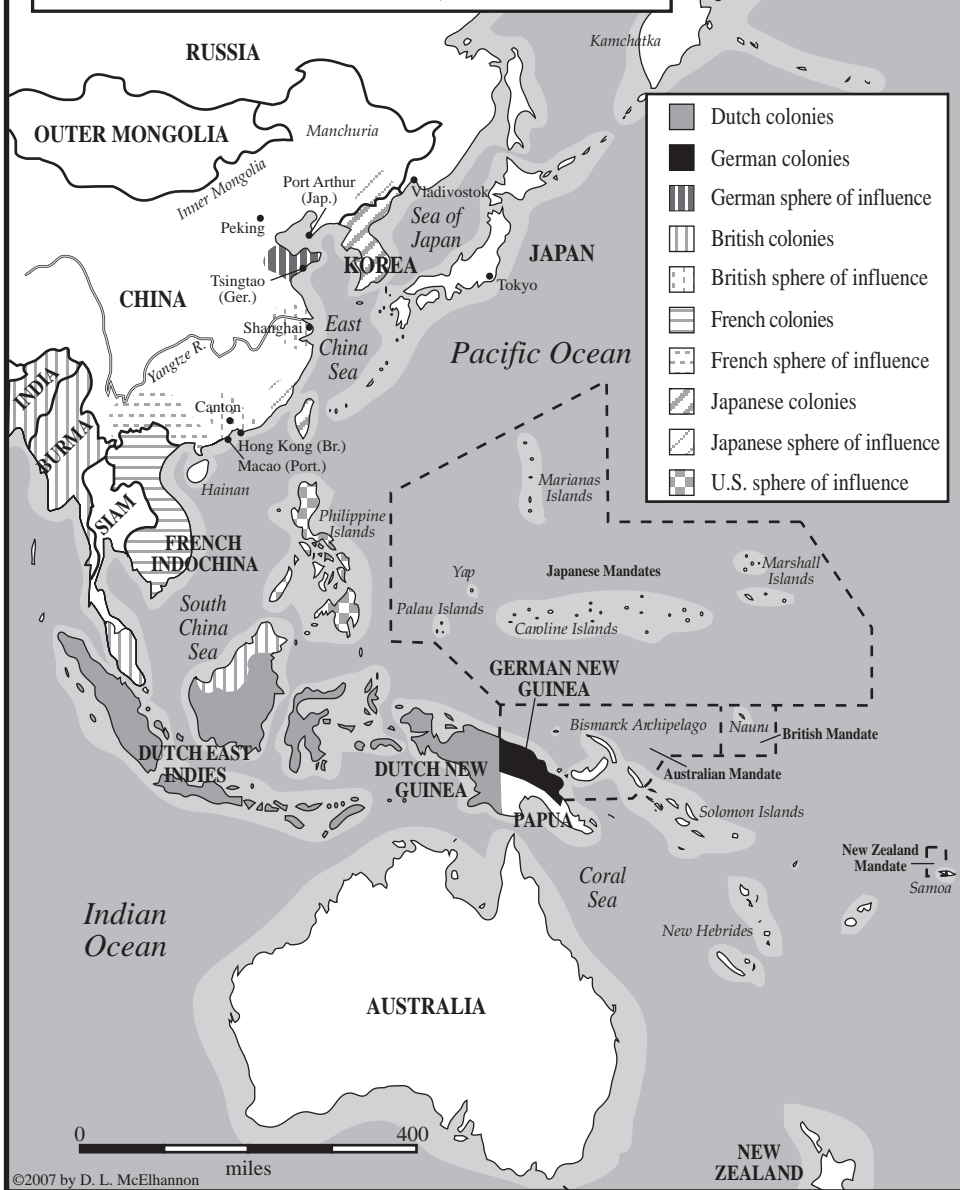 Kamchatka
RUSSIA
OUTER MONGOLIA
Manchuria
Inner Mongolia
Port Arthur
(Jap.)
Vladivostok
Peking
Sea of
Japan
KOREA
JAPAN
Tsingtao
(Ger.)
Tokyo
CHINA
Shanghai
East
China
Sea
Yangtze R.
Pacific Ocean
INDIA
BURMA
Canton
Hong Kong (Br.)
Macao (Port.)
Hainan
SIAM
FRENCH
INDOCHINA
Philippine
Islands
Marianas
Islands
Dutch colonies
German colonies
German sphere of influence
British colonies
British sphere of influence
French colonies
French sphere of influence
Japanese colonies
Japanese sphere of influence
U.S. sphere of influence
Yap
Japanese Mandates
Marshall
Islands
Palau Islands
Caroline Islands
South
China
Sea
GERMAN NEW
GUINEA
Bismarck Archipelago
Nauru
British Mandate
Australian Mandate
DUTCH EAST
INDIES
DUTCH NEW
GUINEA
PAPUA
Solomon Islands
New Zealand
Mandate
Samoa
Coral
Sea
New Hebrides
Indian
Ocean
AUSTRALIA
NEW
ZEALAND
0 400
miles
©2007 by D. L. McElhannon